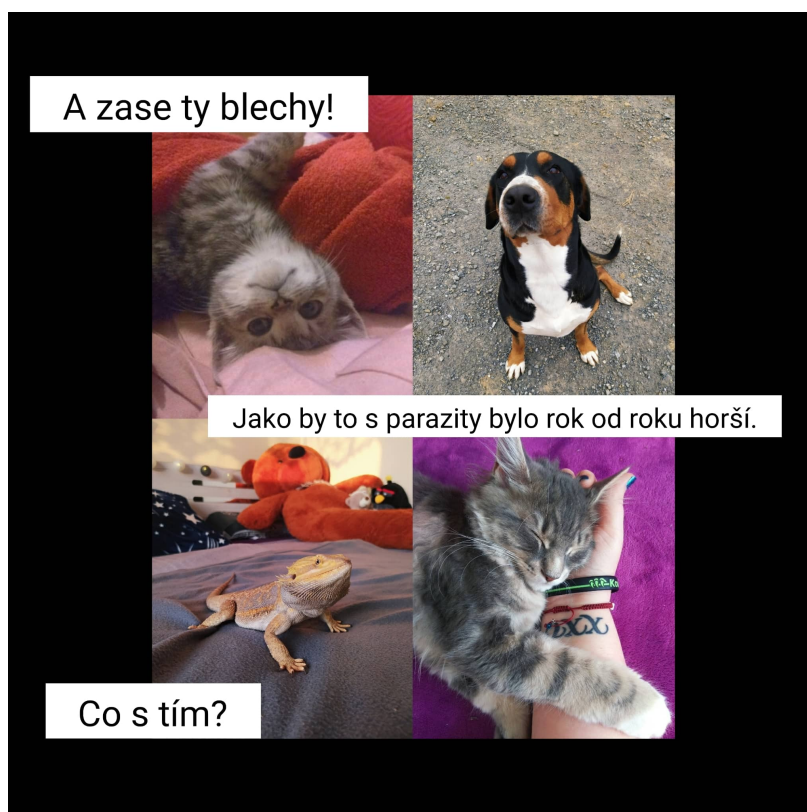 A zase ty blechy!
Jako by to s parazity bylo rok od roku horší.
Co s tím?